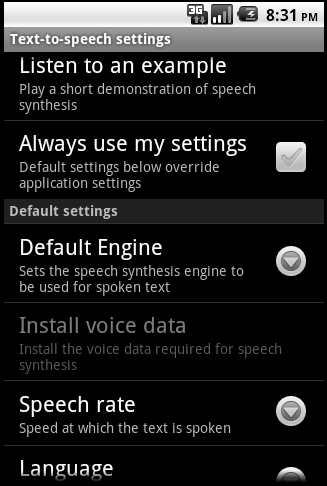 3G 8:31 PM
Text-to-speech settings
Listen to an example
Play a short demonstration of speech
synthesis
Always use my settings
Default settings below override
application settings
Default settings
Default Engine
Sets the speech synthesis engine to
be used for spoken text
Install voice data
Install the voice data required for speech
synthesis
Speech rate
Speed at which the text is spoken
Language